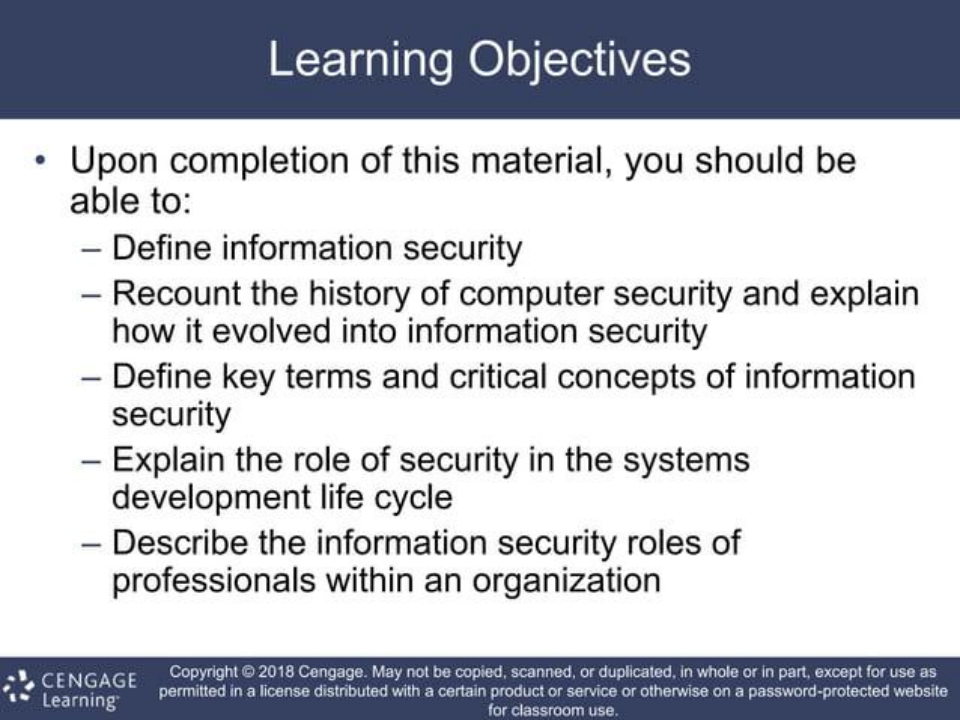 Learning Objectives
• Upon completion of this material, you should be
able to:
– Define information security
– Recount the history of computer security and explain
how it evolved into information security
– Define key terms and critical concepts of information
security
– Explain the role of security in the systems
development life cycle
– Describe the information security roles of
professionals within an organization
CENGAGE
Learning
Copyright © 2018 Cengage. May not be copied, scanned, or duplicated, in whole or in part, except for use as
permitted in a license distributed with a certain product or service or otherwise on a password-protected website
for classroom use.